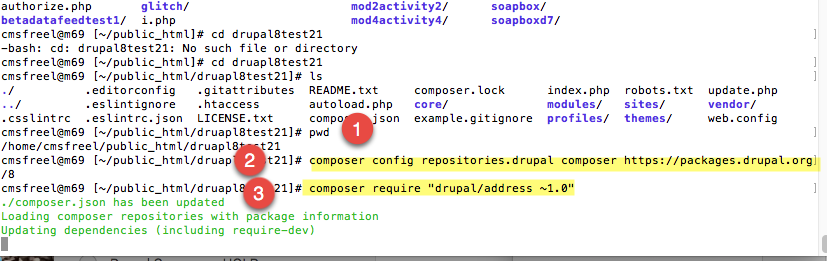 authorize.php glitch/ mod2activity2/ soapbox/
betadatafeedtest1/ i.php mod4activity4/ soapboxd7/
cmsfreel@m69 [~/public_html]# cd drupal8test21 ]
-bash: cd: drupal8test21: No such file or directory
cmsfreel@m69 [~/public_html]# cd druapl8test21 ]
cmsfreel@m69 [~/public_html/druapl8test21]# ls ]
./ .editorconfig .gitattributes README.txt composer.lock index.php robots.txt update.php
../ .eslintignore .htaccess autoload.php core/ modules/ sites/ vendor/
.csslintrc .eslintrc.json LICENSE.txt json example.gitignore profiles/ themes/ web.config
cmsfreel@m69 [~/public_html/druapl8test21]# pwd 1 ]
/home/cmsfreel/public_html/druapl8test21
cmsfreel@m69 [~/public_html/druapl8test21]# 2 composer config repositories.drupal composer https://packages.drupal.org]
/8
cmsfreel@m69 [~/public_html/druapl8test21]# 3 composer require "drupal/address ~1.0" ]
./composer.json has been updated
Loading composer repositories with package information
Updating dependencies (including require-dev)